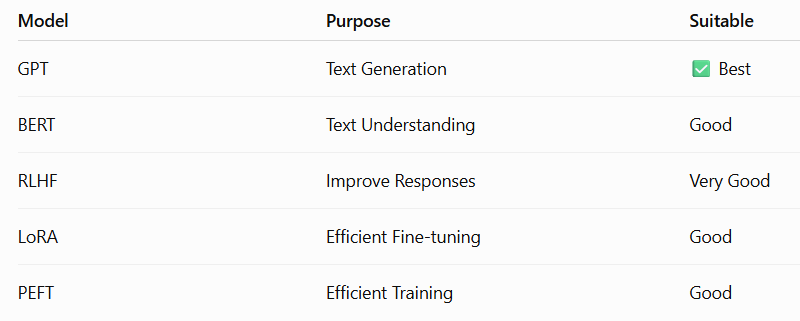 Model Purpose Suitable
GPT Text Generation ✅ Best
BERT Text Understanding Good
RLHF Improve Responses Very Good
LoRA Efficient Fine-tuning Good
PEFT Efficient Training Good